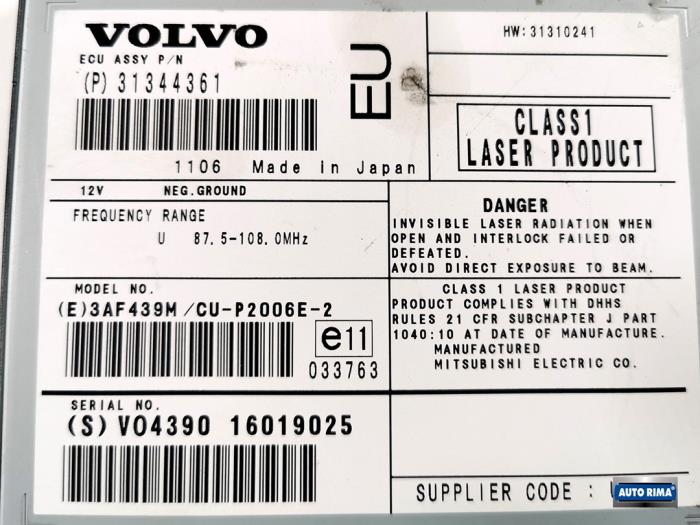 VOLVO
ECU ASSY P/N
(P) 31344361
EU
1106 Made in Japan
HW: 31310241
CLASS1
LASER PRODUCT
12V NEG.GROUND
FREQUENCY RANGE
U 87.5-108.0MHz
DANGER
INVISIBLE LASER RADIATION WHEN
OPEN AND INTERLOCK FAILED OR
DEFEATED.
AVOID DIRECT EXPOSURE TO BEAM.
MODEL NO.
(E)3AF439M/CU-P2006E-2
e11
033763
CLASS 1 LASER PRODUCT
PRODUCT COMPLIES WITH DHHS
RULES 21 CFR SUBCHAPTER J PART
1040:10 AT DATE OF MANUFACTURE.
MANUFACTURED
MITSUBISHI ELECTRIC CO.
SERIAL NO.
(S) VO4390 16019025
SUPPLIER CODE :
AUTO RIMA